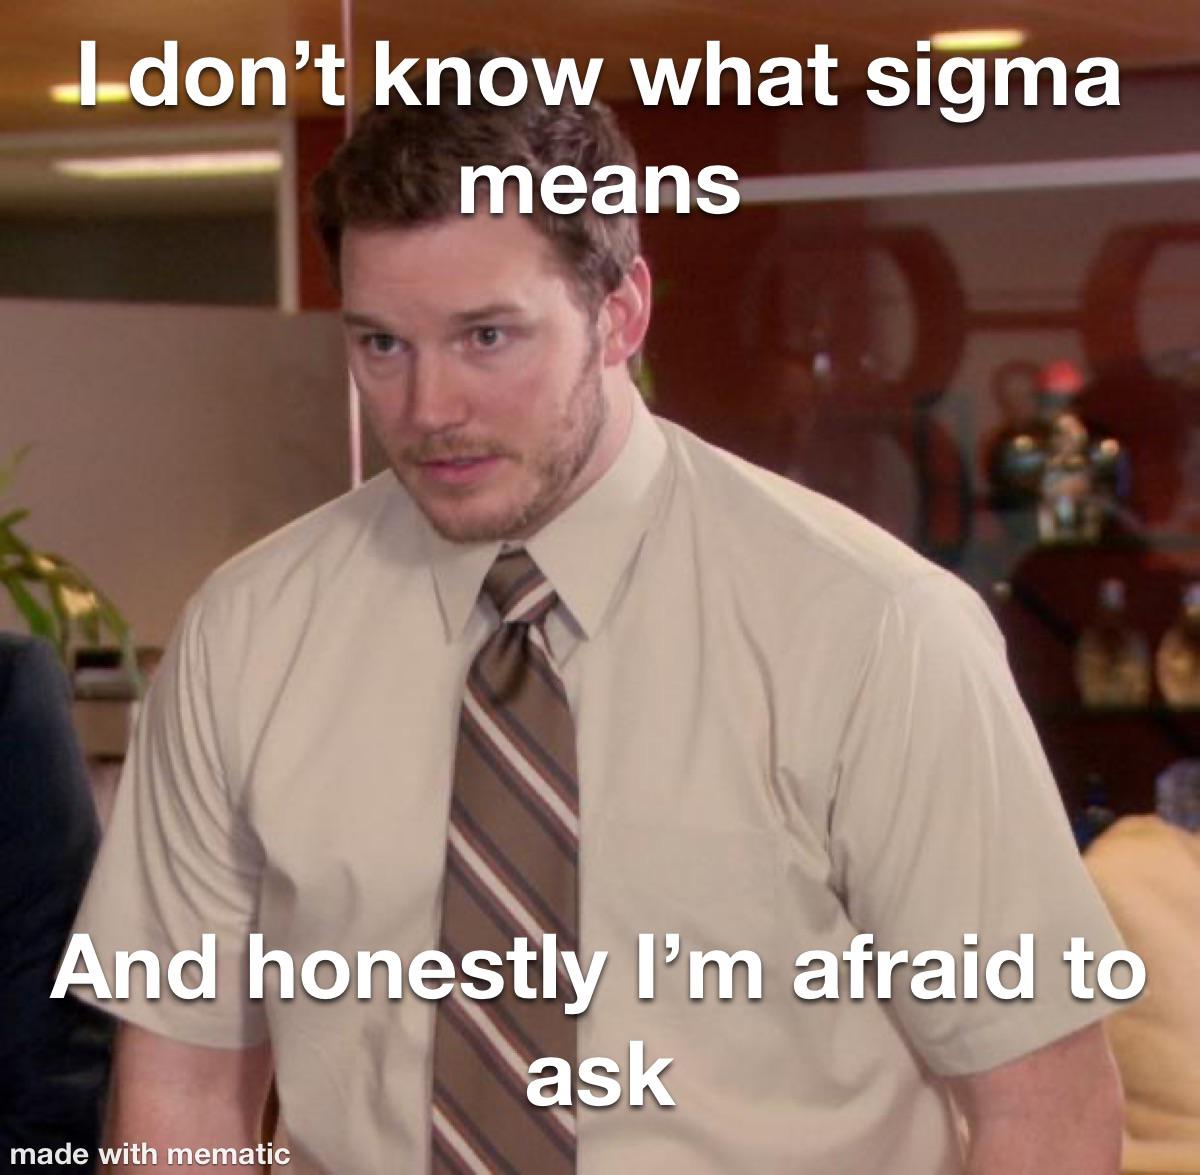 I don’t know what sigma
means
And honestly I’m afraid to
ask
made with mematic